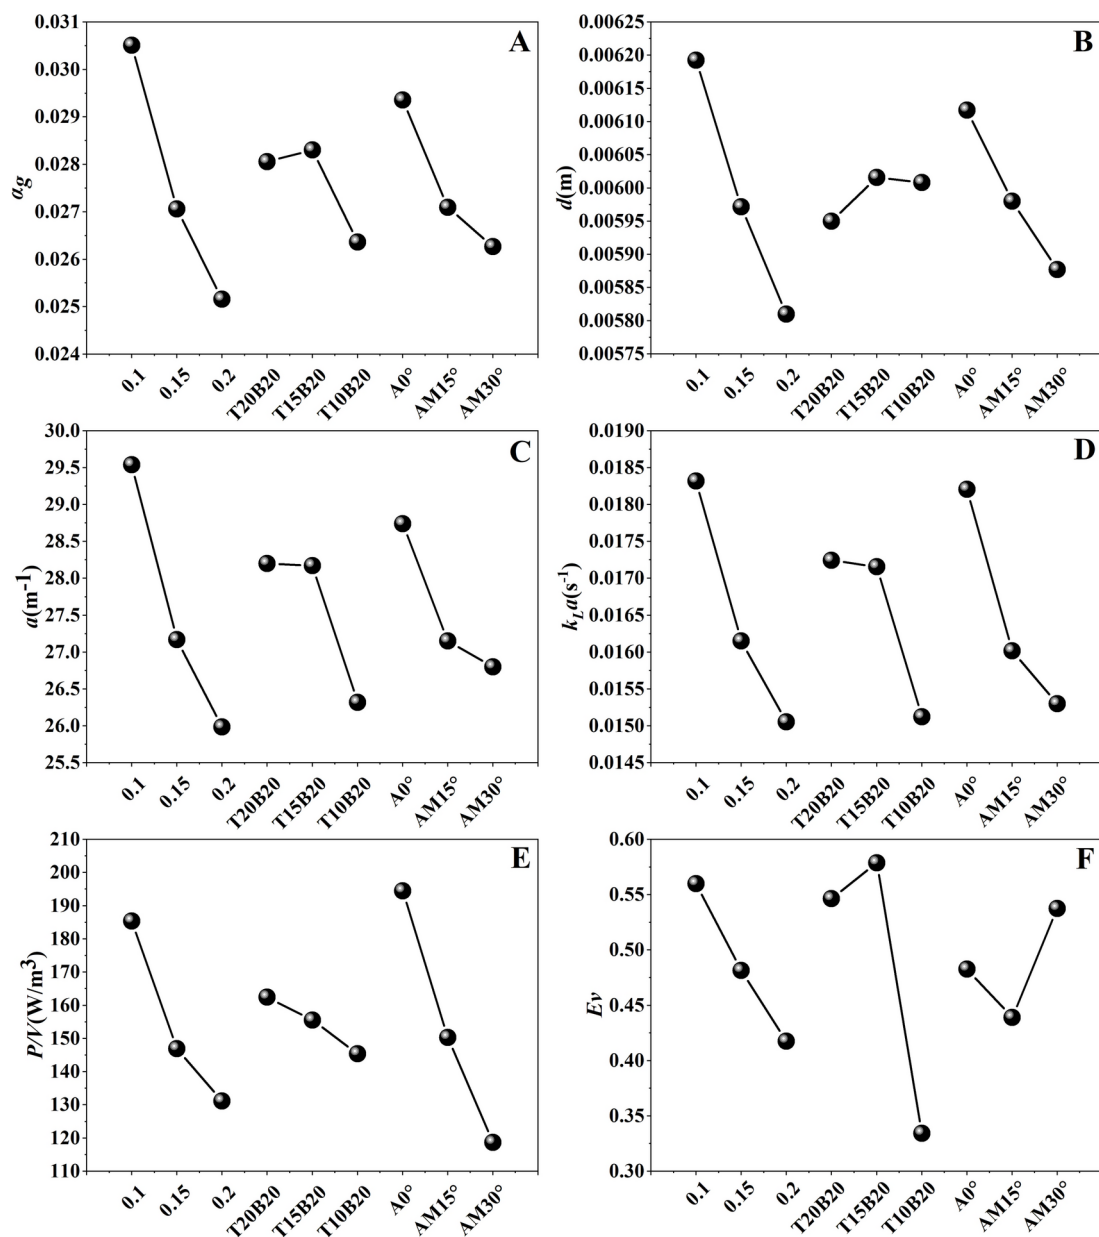 A
αg
0.031
0.030
0.029
0.028
0.027
0.026
0.025
0.024
0.1
0.15
0.2
T20B20
T15B20
T10B20
A0°
AM15°
AM30°
B
d(m)
0.00625
0.00620
0.00615
0.00610
0.00605
0.00600
0.00595
0.00590
0.00585
0.00580
0.00575
0.1
0.15
0.2
T20B20
T15B20
T10B20
A0°
AM15°
AM30°
C
a(m-1)
30.0
29.5
29.0
28.5
28.0
27.5
27.0
26.5
26.0
25.5
0.1
0.15
0.2
T20B20
T15B20
T10B20
A0°
AM15°
AM30°
D
kLa(s-1)
0.0190
0.0185
0.0180
0.0175
0.0170
0.0165
0.0160
0.0155
0.0150
0.0145
0.1
0.15
0.2
T20B20
T15B20
T10B20
A0°
AM15°
AM30°
E
P/V(W/m3)
210
200
190
180
170
160
150
140
130
120
110
0.1
0.15
0.2
T20B20
T15B20
T10B20
A0°
AM15°
AM30°
F
Ev
0.60
0.55
0.50
0.45
0.40
0.35
0.30
0.1
0.15
0.2
T20B20
T15B20
T10B20
A0°
AM15°
AM30°